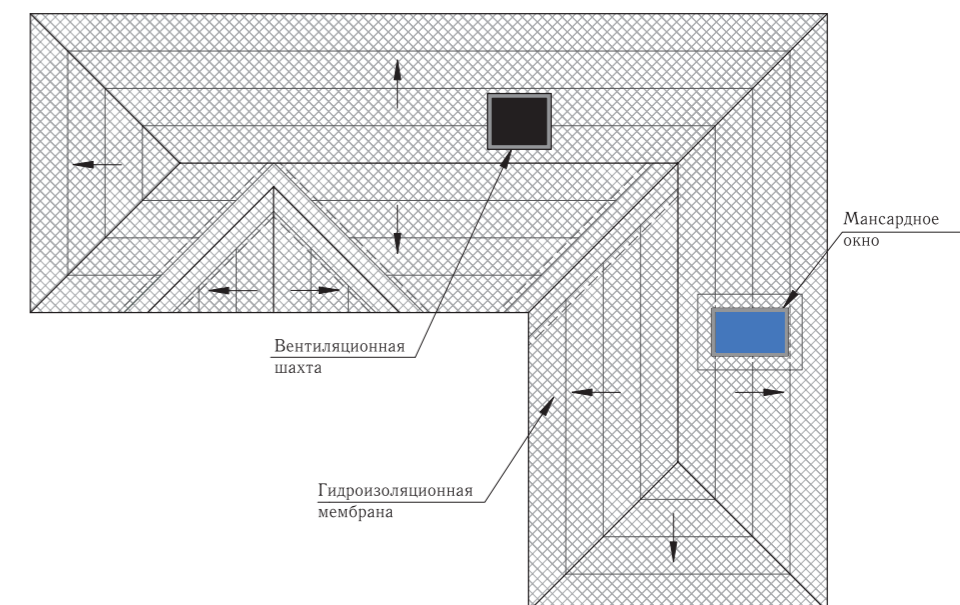 Мансардное
окно
Вентиляционная
шахта
Гидроизоляционная
мембрана